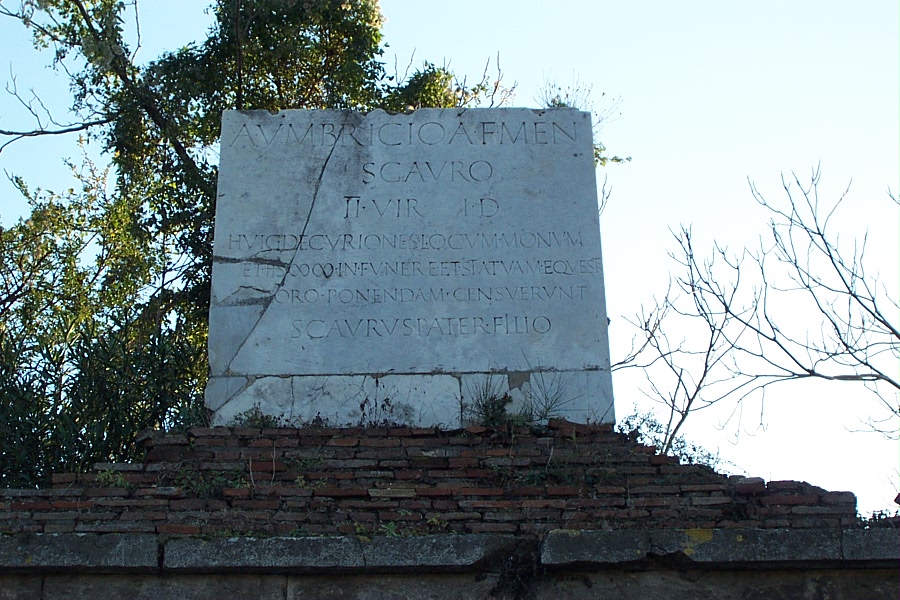 A·VMBRICIO·A·F·MEN
SCAVRO
II·VIR I·D
HVIC·DECVRIONES·LOCVM·MONVM
ET·HS·∞∞·IN·FVNERE·ET·STATVAM·EQVESTR
ORO·PONENDAM·CENSVERVNT
SCAVRVS·PATER·FILIO